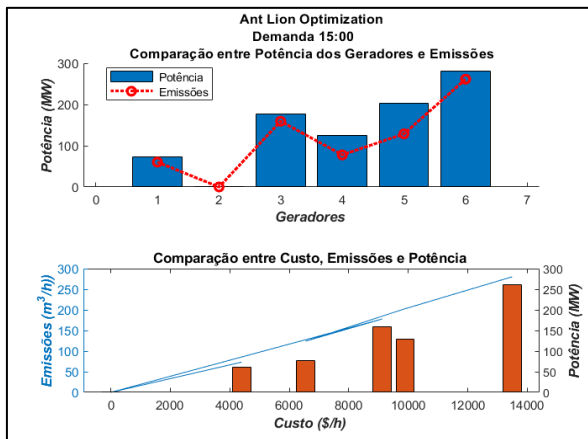 Ant Lion Optimization
Demanda 15:00
Comparação entre Potência dos Geradores e Emissões
Potência (MW)
300
200
100
0
Potência
Emissões
0 1 2 3 4 5 6 7
Geradores
Comparação entre Custo, Emissões e Potência
Emissões (m³/h))
300
250
200
150
100
50
0
300
250
200
150
100
50
0
Potência (MW)
0 2000 4000 6000 8000 10000 12000 14000
Custo ($/h)